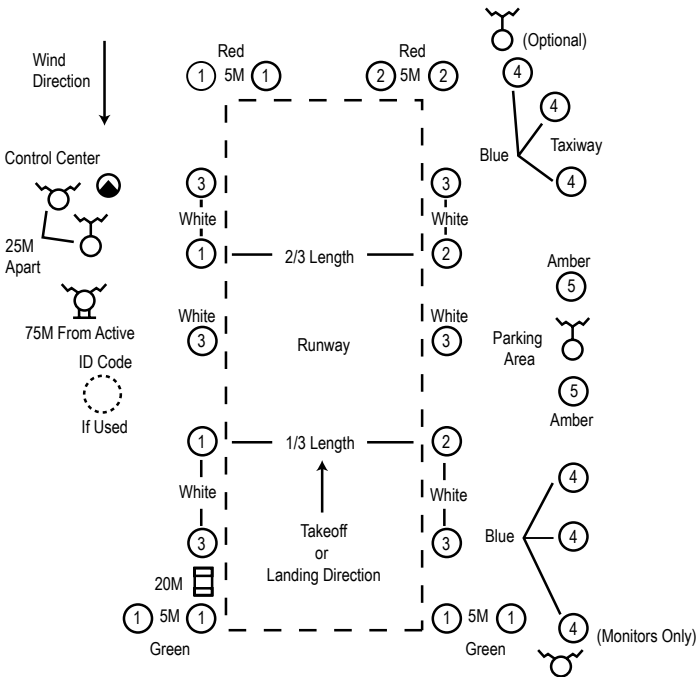 (Optional)
Red
Red
Wind
Direction
1 5M 1
2 5M 2
4
4
Blue
Taxiway
4
Control Center
3
3
White
White
25M
Apart
1
2/3 Length
2
Amber
5
75M From Active
White
3
Runway
White
3
Parking
Area
ID Code
If Used
5
Amber
1
1/3 Length
2
4
White
White
Takeoff
or
Landing Direction
3
3
Blue
4
20M
1 5M 1
1 5M 1
4
(Monitors Only)
Green
Green